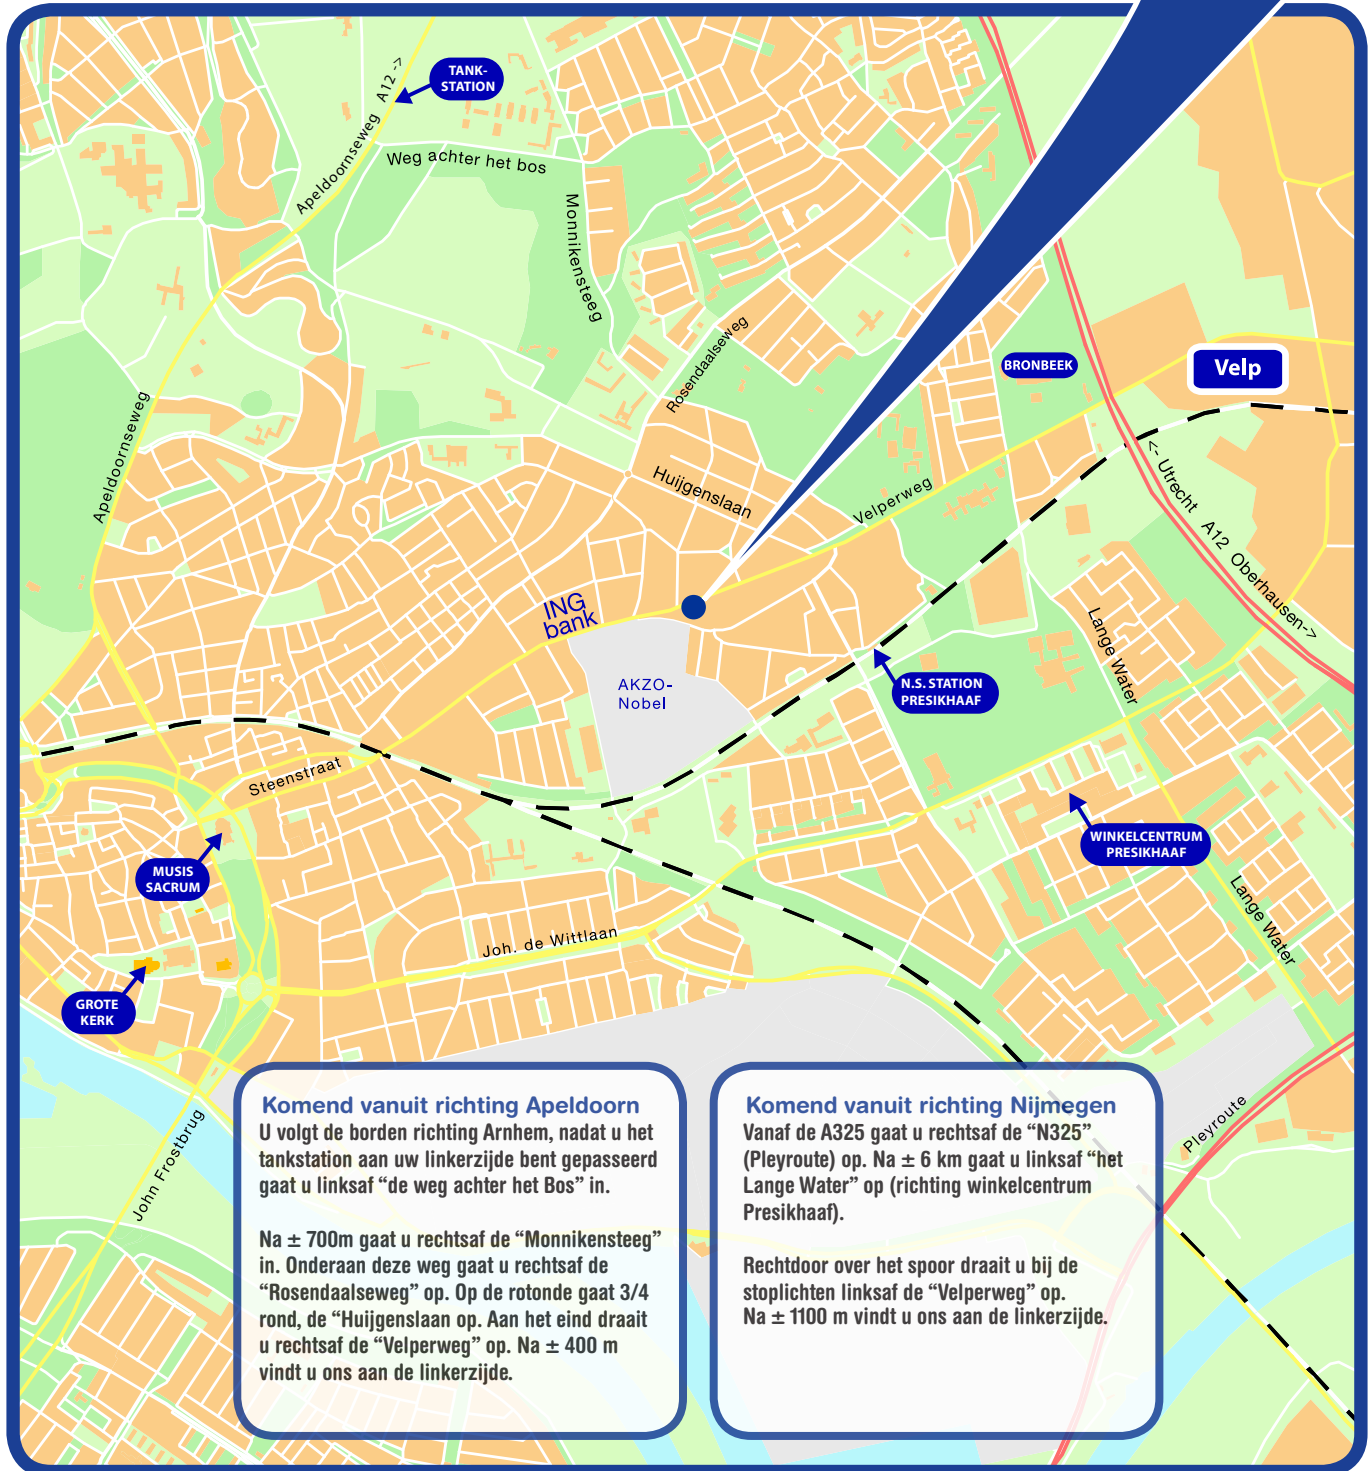 TANK-
STATION
A12 ->
Apeldoornseweg
Weg achter het bos
Monnikensteeg
Rosendaalseweg
BRONBEEK
Velp
Apeldoornseweg
Huijgenslaan
Velperweg
<- Utrecht A12 Oberhausen->
ING
bank
Lange Water
AKZO-
Nobel
N.S. STATION
PRESIKHAAF
Steenstraat
WINKELCENTRUM
PRESIKHAAF
MUSIS
SACRUM
Lange Water
Joh. de Wittlaan
GROTE
KERK
John Frostbrug
Pleyroute
Komend vanuit richting Apeldoorn
U volgt de borden richting Arnhem, nadat u het
tankstation aan uw linkerzijde bent gepasseerd
gaat u linksaf “de weg achter het Bos” in.
Na ± 700m gaat u rechtsaf de “Monnikensteeg”
in. Onderaan deze weg gaat u rechtsaf de
“Rosendaalseweg” op. Op de rotonde gaat 3/4
rond, de “Huijgenslaan op. Aan het eind draait
u rechtsaf de “Velperweg” op. Na ± 400 m
vindt u ons aan de linkerzijde.
Komend vanuit richting Nijmegen
Vanaf de A325 gaat u rechtsaf de “N325”
(Pleyroute) op. Na ± 6 km gaat u linksaf “het
Lange Water” op (richting winkelcentrum
Presikhaaf).
Rechtdoor over het spoor draait u bij de
stoplichten linksaf de “Velperweg” op.
Na ± 1100 m vindt u ons aan de linkerzijde.